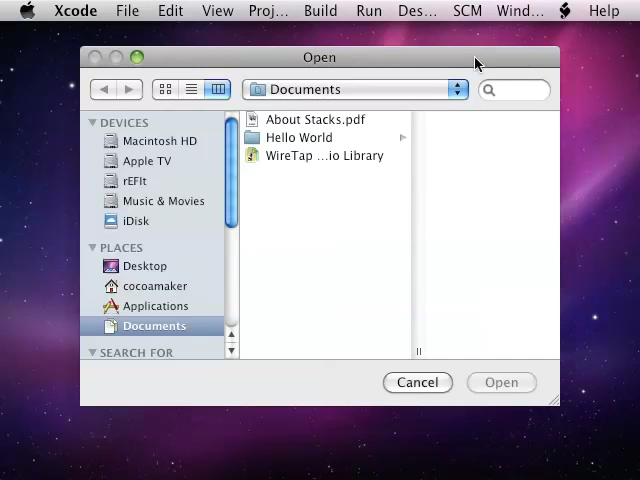 Xcode File Edit View Proj... Build Run Des... SCM Wind... Help
Open
Documents
DEVICES
Macintosh HD
Apple TV
rEFIt
Music & Movies
iDisk
PLACES
Desktop
cocoamaker
Applications
Documents
SEARCH FOR
About Stacks.pdf
Hello World
WireTap ...io Library
Cancel Open